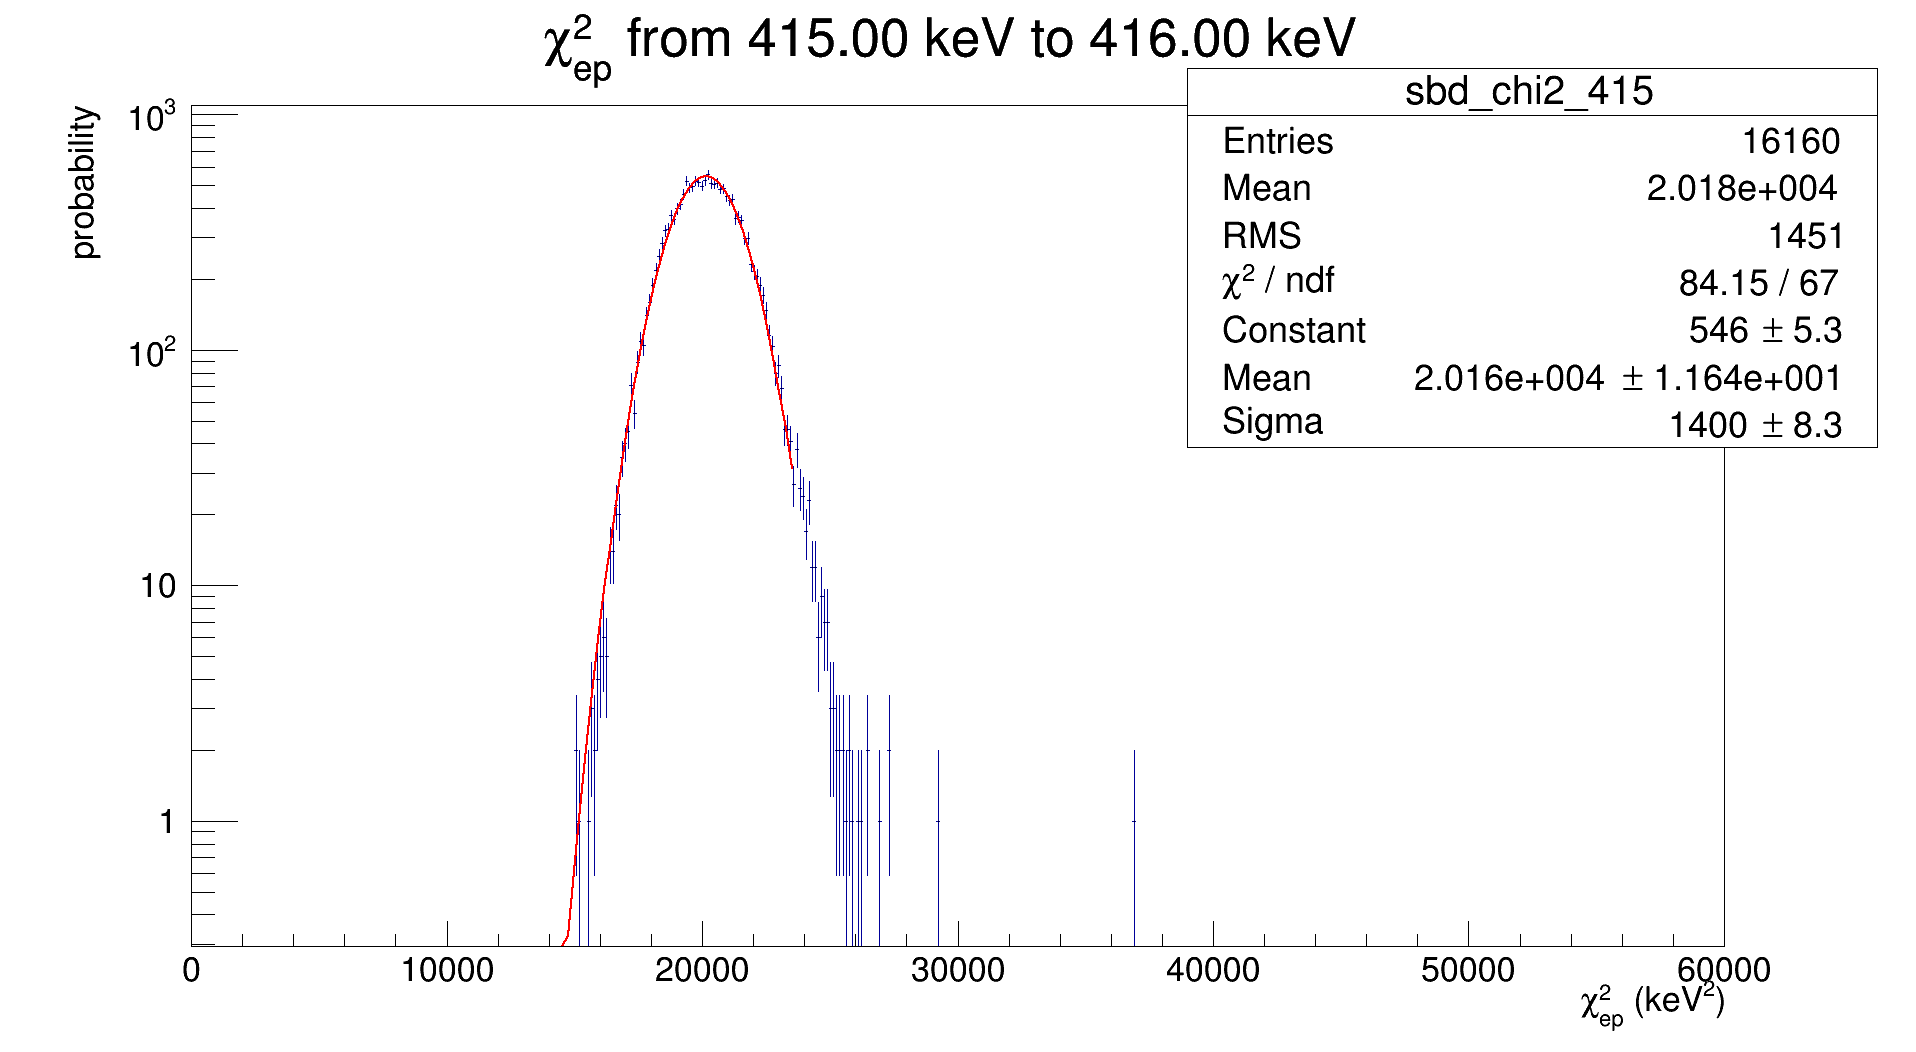 χ²ep from 415.00 keV to 416.00 keV
probability
10³
10²
10
1
sbd_chi2_415
Entries 16160
Mean 2.018e+004
RMS 1451
χ² / ndf 84.15 / 67
Constant 546 ± 5.3
Mean 2.016e+004 ± 1.164e+001
Sigma 1400 ± 8.3
0 10000 20000 30000 40000 50000 60000
χ²ep (keV²)